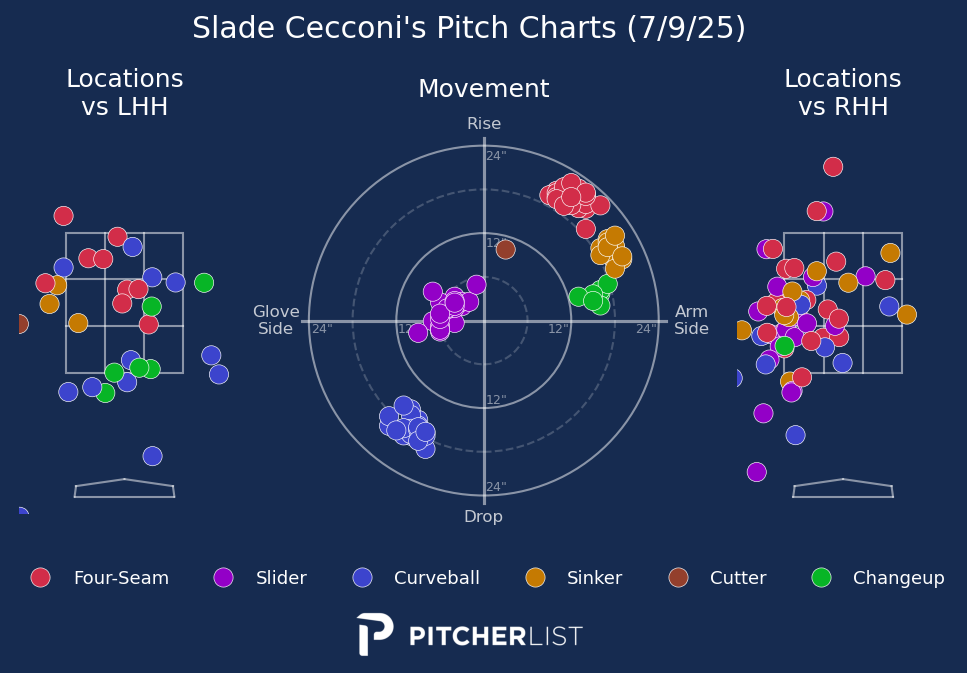 Slade Cecconi's Pitch Charts (7/9/25)
Locations
vs LHH
Movement
Locations
vs RHH
Rise
24"
12"
Glove
Side
24"
12"
12"
24"
Arm
Side
12"
24"
Drop
Four-Seam
Slider
Curveball
Sinker
Cutter
Changeup
PITCHERLIST